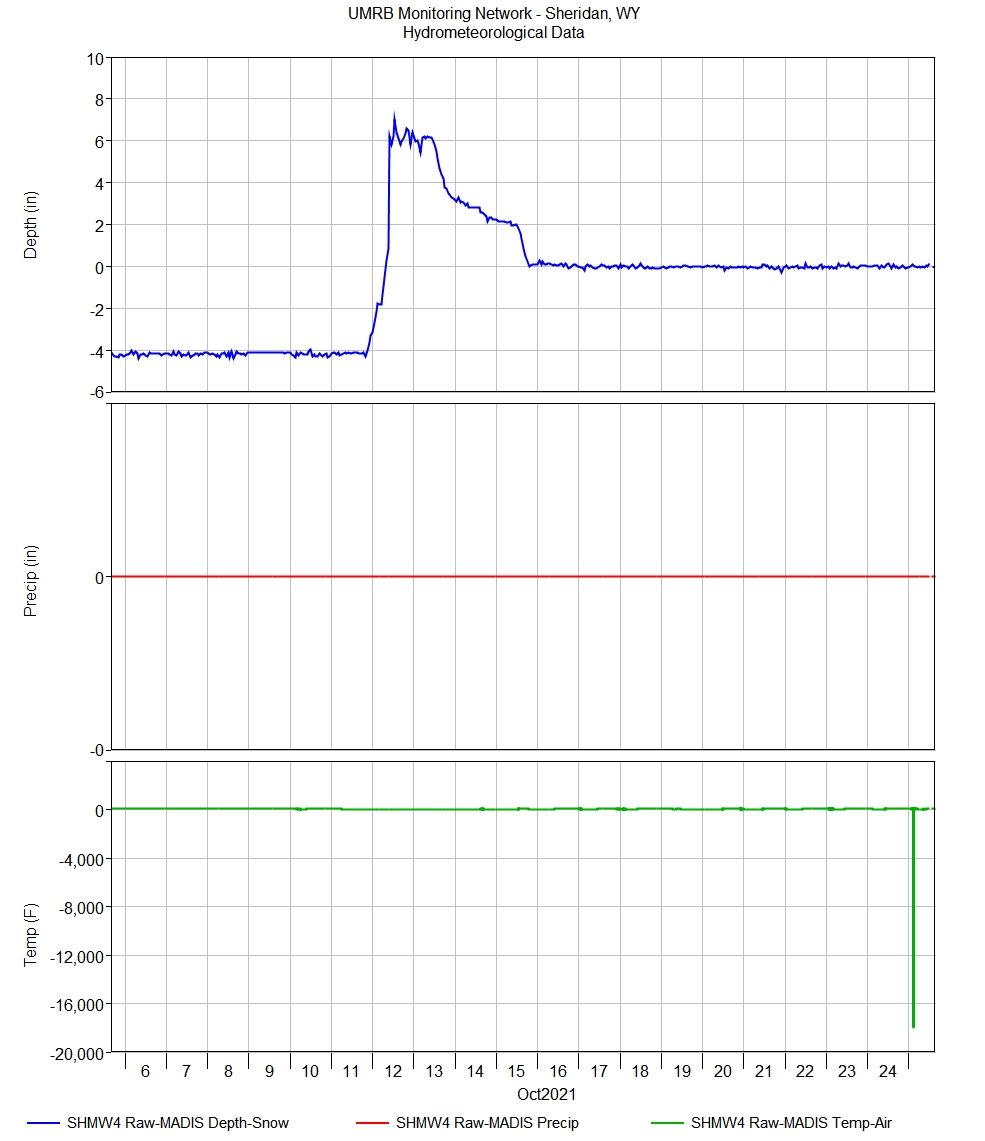 UMRB Monitoring Network - Sheridan, WY
Hydrometeorological Data
10
8
6
4
2
0
-2
-4
-6
Depth (in)
0
-0
Precip (in)
0
-4,000
-8,000
-12,000
-16,000
-20,000
Temp (F)
6 7 8 9 10 11 12 13 14 15 16 17 18 19 20 21 22 23 24
Oct2021
SHMW4 Raw-MADIS Depth-Snow SHMW4 Raw-MADIS Precip SHMW4 Raw-MADIS Temp-Air